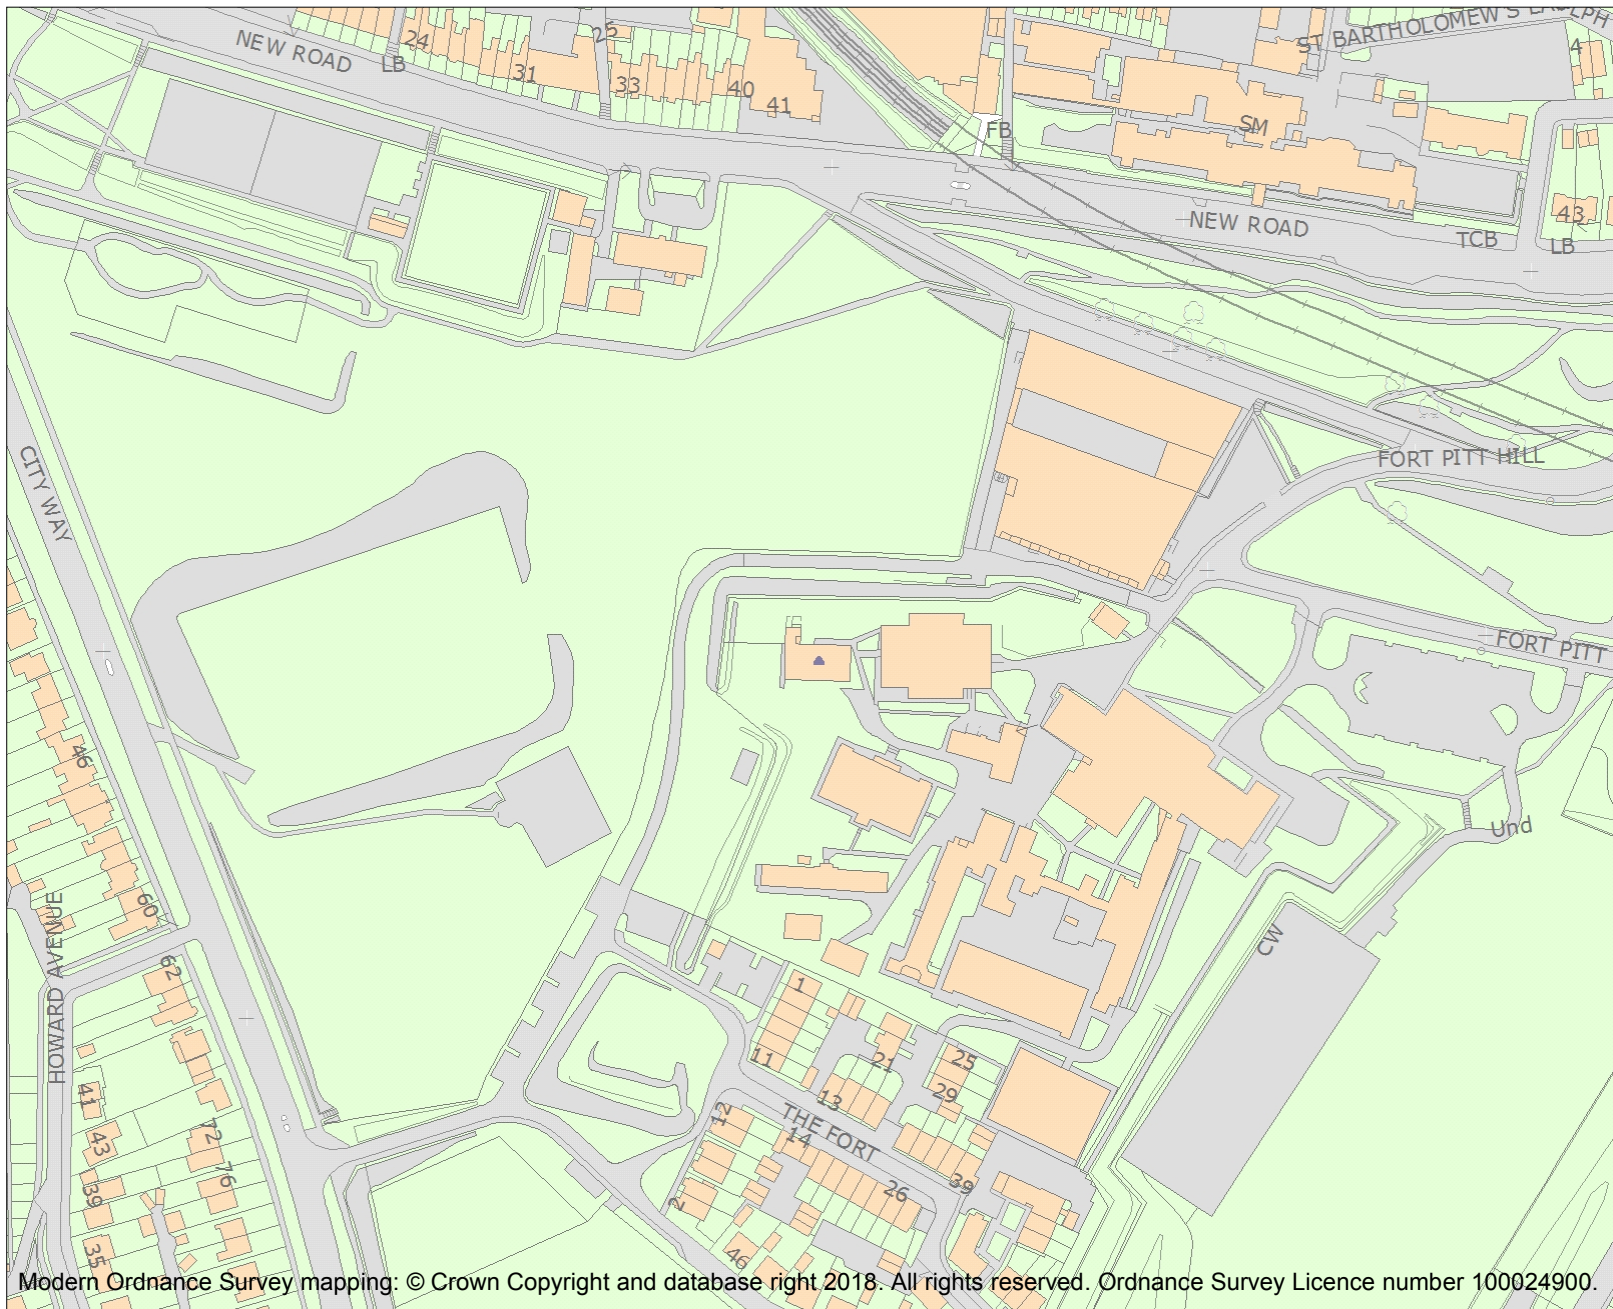 ST BARTHOLOMEW'S
24
25
4
NEW ROAD
LB
31
33
40
41
FB
SM
43
NEW ROAD
TCB
LB
CITY WAY
FORT PITT HILL
FORT PITT
46
Und
60
CW
HOWARD AVENUE
62
1
11
21
25
29
13
41
12
THE FORT
14
43
72
76
39
39
26
2
35
46
Modern Ordnance Survey mapping: © Crown Copyright and database right 2018. All rights reserved. Ordnance Survey Licence number 100024900.